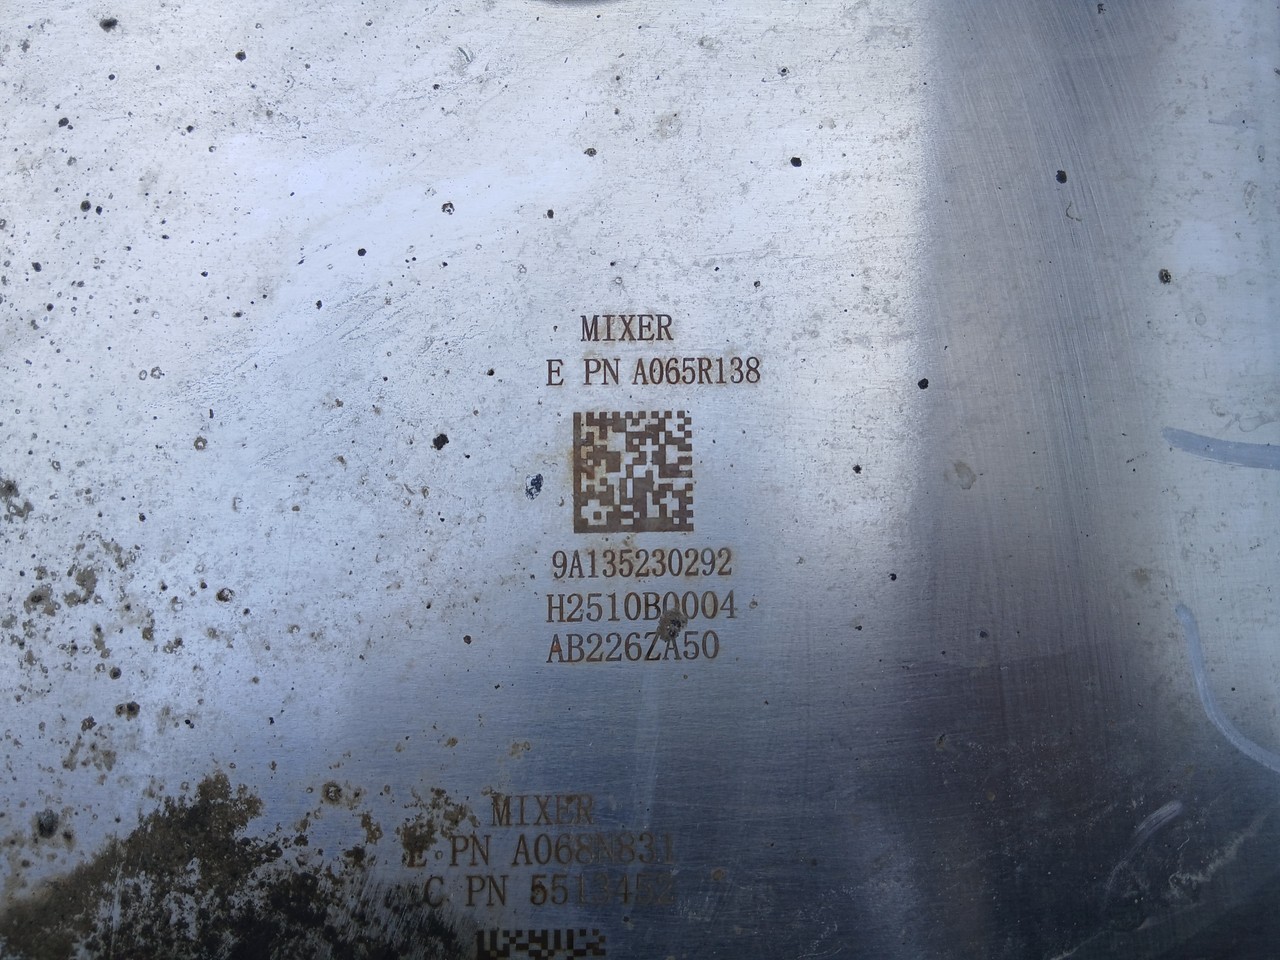 MIXER
E PN A065R138
9A135230292
H2510B0004
AB226ZA50
MIXER
E PN A068N831
C PN 5513452